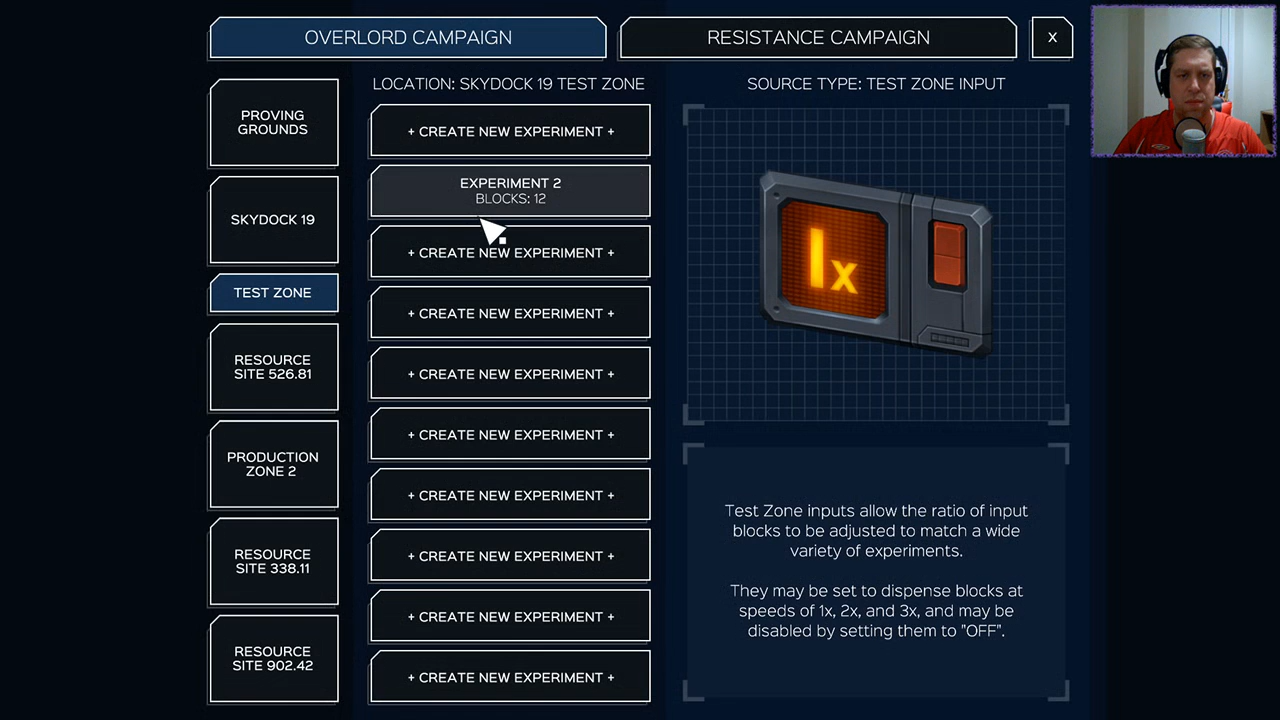 OVERLORD CAMPAIGN
RESISTANCE CAMPAIGN
X
PROVING
GROUNDS
SKYDOCK 19
TEST ZONE
RESOURCE
SITE 526.81
PRODUCTION
ZONE 2
RESOURCE
SITE 338.11
RESOURCE
SITE 902.42
LOCATION: SKYDOCK 19 TEST ZONE
+ CREATE NEW EXPERIMENT +
EXPERIMENT 2
BLOCKS: 12
+ CREATE NEW EXPERIMENT +
+ CREATE NEW EXPERIMENT +
+ CREATE NEW EXPERIMENT +
+ CREATE NEW EXPERIMENT +
+ CREATE NEW EXPERIMENT +
+ CREATE NEW EXPERIMENT +
+ CREATE NEW EXPERIMENT +
+ CREATE NEW EXPERIMENT +
SOURCE TYPE: TEST ZONE INPUT
1x
Test Zone inputs allow the ratio of input
blocks to be adjusted to match a wide
variety of experiments.
They may be set to dispense blocks at
speeds of 1x, 2x, and 3x, and may be
disabled by setting them to "OFF".